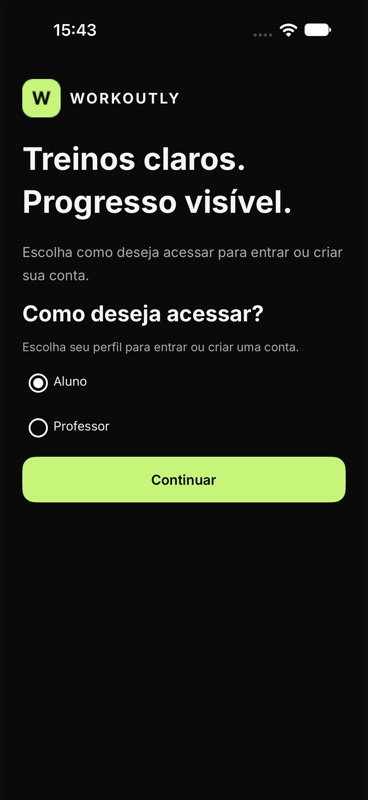 15:43
W WORKOUTLY
Treinos claros.
Progresso visível.
Escolha como deseja acessar para entrar ou criar
sua conta.
Como deseja acessar?
Escolha seu perfil para entrar ou criar uma conta.
Aluno
Professor
Continuar